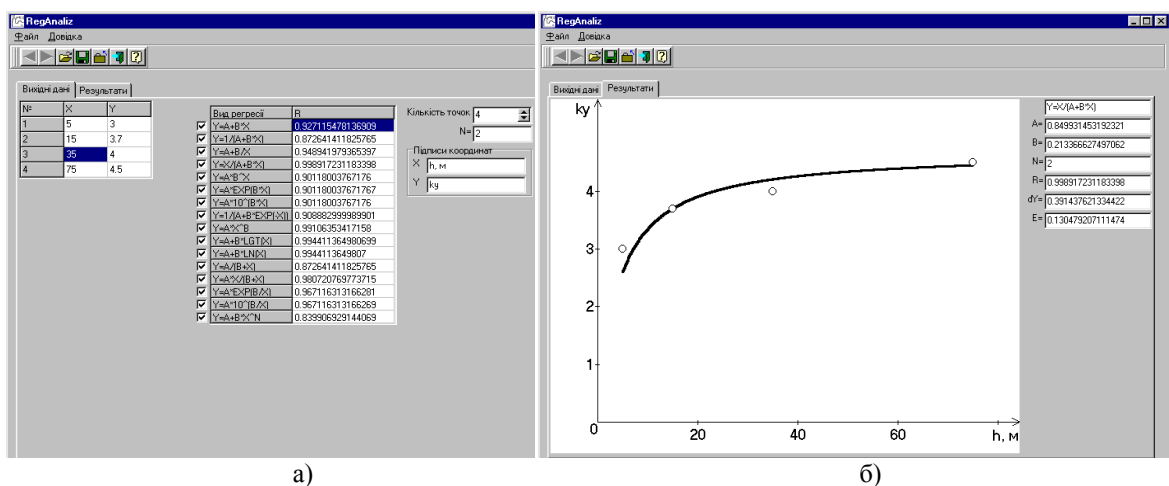 RegAnaliz
Файл Довідка
Вихідні дані Результати
№ X Y
1 5 3
2 15 3.7
3 35 4
4 75 4.5
Вид регресії R
Y=A+B*X 0.927115478136909
Y=1/(A+B*X) 0.872641411825765
Y=A+B/X 0.948941979365397
Y=X/(A+B*X) 0.998917231183398
Y=A*B^X 0.90118003767176
Y=A*EXP(B*X) 0.901180037671767
Y=A*10^(B*X) 0.90118003767176
Y=1/(A+B*EXP(-X)) 0.908882999989901
Y=A*X^B 0.99106353417158
Y=A+B*LGT(X) 0.994411364980699
Y=A+B*LN(X) 0.9944113649807
Y=A/(B+X) 0.872641411825765
Y=A*X/(B+X) 0.980720769773715
Y=A*EXP(B/X) 0.967116313166281
Y=A*10^(B/X) 0.967116313166269
Y=A+B*X^N 0.839906929144069
Кількість точок 4
N= 2
Підписи координат
X h, м
Y ky
а)
RegAnaliz
Файл Довідка
Вихідні дані Результати
ky
4
3
2
1
0 20 40 60 h, м
Y=X/(A+B*X)
A= 0.849931453192321
B= 0.213366627497062
N= 2
R= 0.998917231183398
dY= 0.391437621334422
E= 0.130479207111474
б)